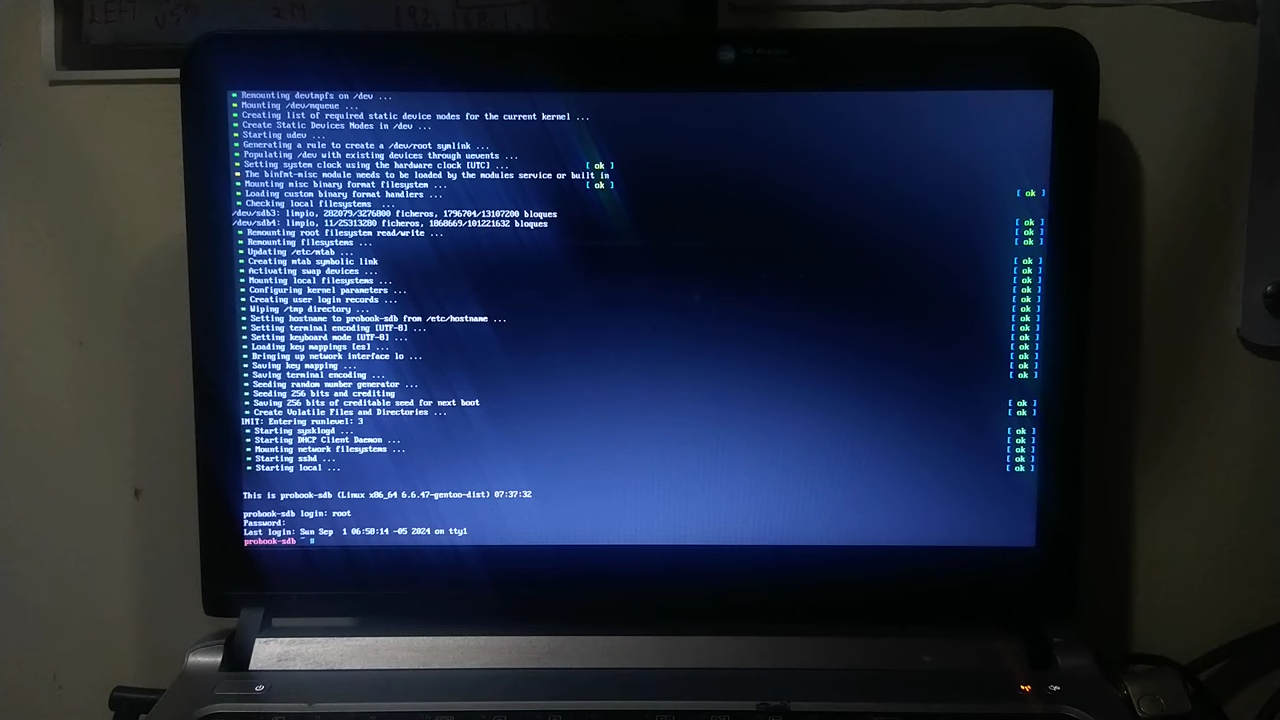 LEFT
192.168.1.
* Remounting devtmpfs on /dev ...
* Mounting /dev/mqueue ...
* Creating list of required static device nodes for the current kernel ...
* Create Static Devices Nodes in /dev ...
* Starting udev ...
* Generating a rule to create a /dev/root symlink ...
* Populating /dev with existing devices through uevents ...
* Setting system clock using the hardware clock [UTC] ... [ ok ]
* The binfmt-misc module needs to be loaded by the modules service or built in
* Mounting misc binary format filesystem ... [ ok ]
* Loading custom binary format handlers ... [ ok ]
* Checking local filesystems ...
/dev/sdb3: limpio, 282079/3276800 ficheros, 1796704/13107200 bloques
/dev/sdb4: limpio, 11/25313280 ficheros, 1868669/101221632 bloques [ ok ]
* Remounting root filesystem read/write ... [ ok ]
* Remounting filesystems ... [ ok ]
* Updating /etc/mtab ...
* Creating mtab symbolic link [ ok ]
* Activating swap devices ... [ ok ]
* Mounting local filesystems ... [ ok ]
* Configuring kernel parameters ... [ ok ]
* Creating user login records ... [ ok ]
* Wiping /tmp directory ... [ ok ]
* Setting hostname to probook-sdb from /etc/hostname ... [ ok ]
* Setting terminal encoding [UTF-8] ... [ ok ]
* Setting keyboard mode [UTF-8] ... [ ok ]
* Loading key mappings [es] ... [ ok ]
* Bringing up network interface lo ... [ ok ]
* Saving key mapping ... [ ok ]
* Saving terminal encoding ... [ ok ]
* Seeding random number generator ...
* Seeding 256 bits and crediting
* Saving 256 bits of creditable seed for next boot [ ok ]
* Create Volatile Files and Directories ... [ ok ]
INIT: Entering runlevel: 3
* Starting sysklogd ... [ ok ]
* Starting DHCP Client Daemon ... [ ok ]
* Mounting network filesystems ... [ ok ]
* Starting sshd ... [ ok ]
* Starting local ... [ ok ]
This is probook-sdb (Linux x86_64 6.6.47-gentoo-dist) 07:37:32
probook-sdb login: root
Password:
Last login: Sun Sep  1 06:58:14 -05 2024 on tty1
probook-sdb ~ #